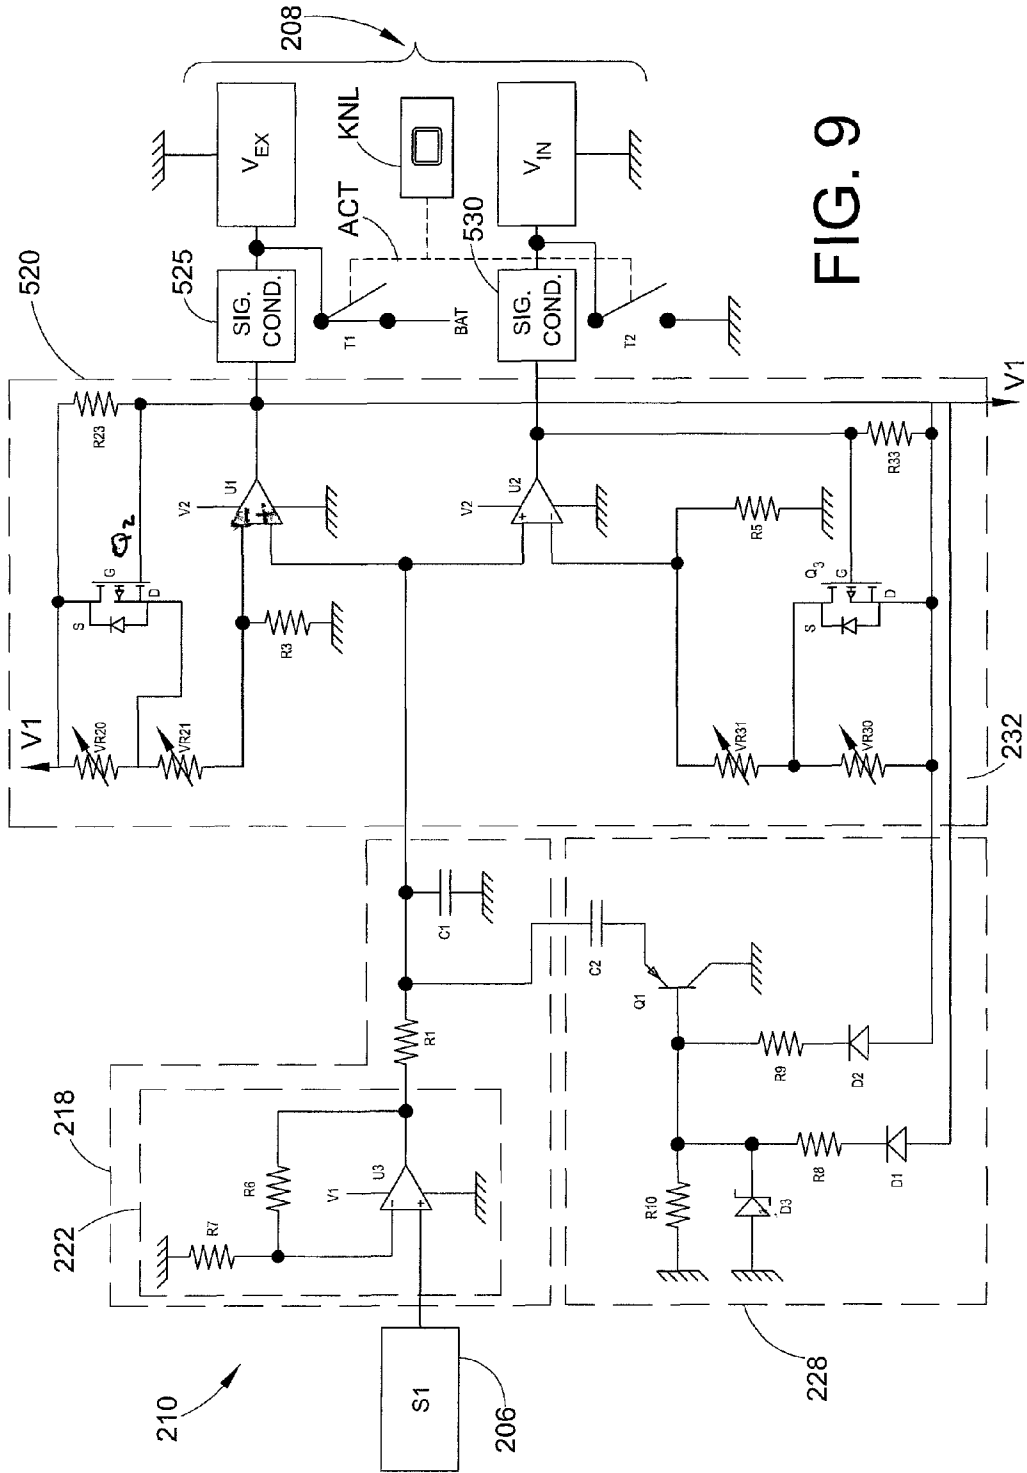 210
S1
206
218
222
R7
R6
V1
U3
-
+
R1
C1
228
R10
D3
R8
D1
R9
D2
Q1
C2
V1
VR20
VR21
R23
S
G
D
Q2
R3
V2
U1
-
+
V2
U2
+
-
R5
VR31
VR30
Q3
S
G
D
R33
V1
232
520
525
SIG.
COND.
530
SIG.
COND.
T1
BAT
T2
ACT
KNL
VEX
VIN
208
FIG. 9